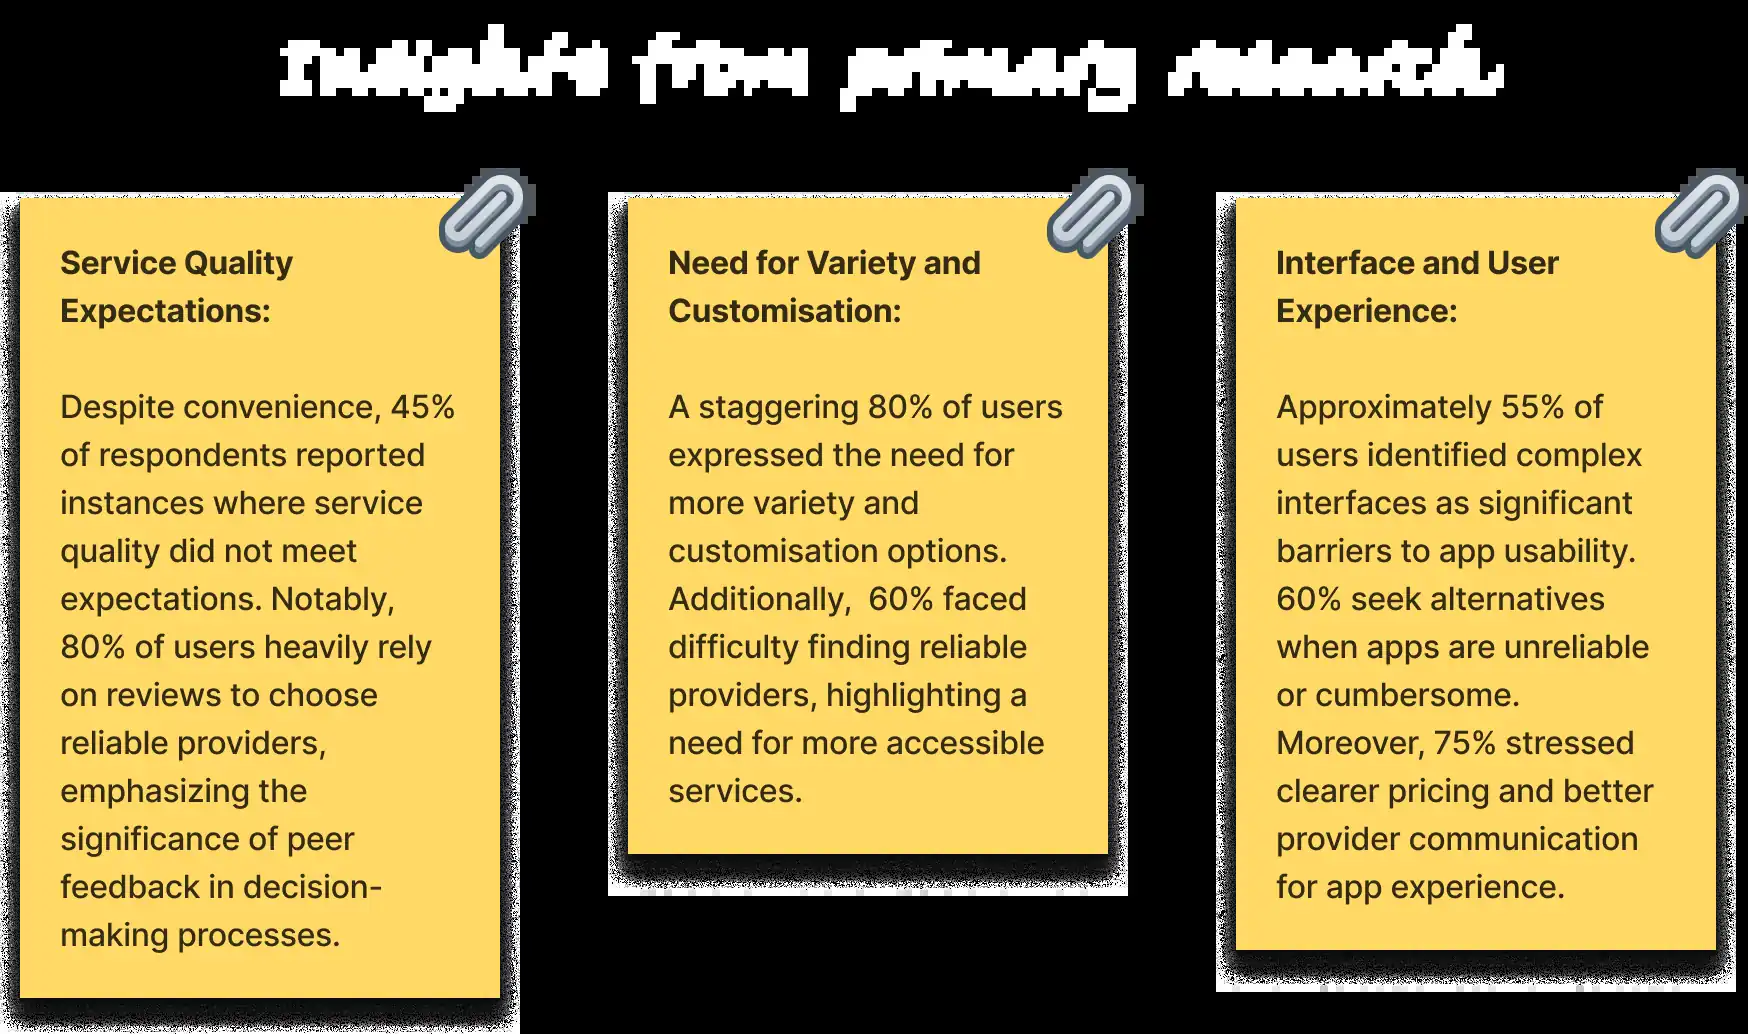 Insights from primary research
Service Quality
Expectations:
Despite convenience, 45%
of respondents reported
instances where service
quality did not meet
expectations. Notably,
80% of users heavily rely
on reviews to choose
reliable providers,
emphasizing the
significance of peer
feedback in decision-
making processes.
Need for Variety and
Customisation:
A staggering 80% of users
expressed the need for
more variety and
customisation options.
Additionally,  60% faced
difficulty finding reliable
providers, highlighting a
need for more accessible
services.
Interface and User
Experience:
Approximately 55% of
users identified complex
interfaces as significant
barriers to app usability.
60% seek alternatives
when apps are unreliable
or cumbersome.
Moreover, 75% stressed
clearer pricing and better
provider communication
for app experience.